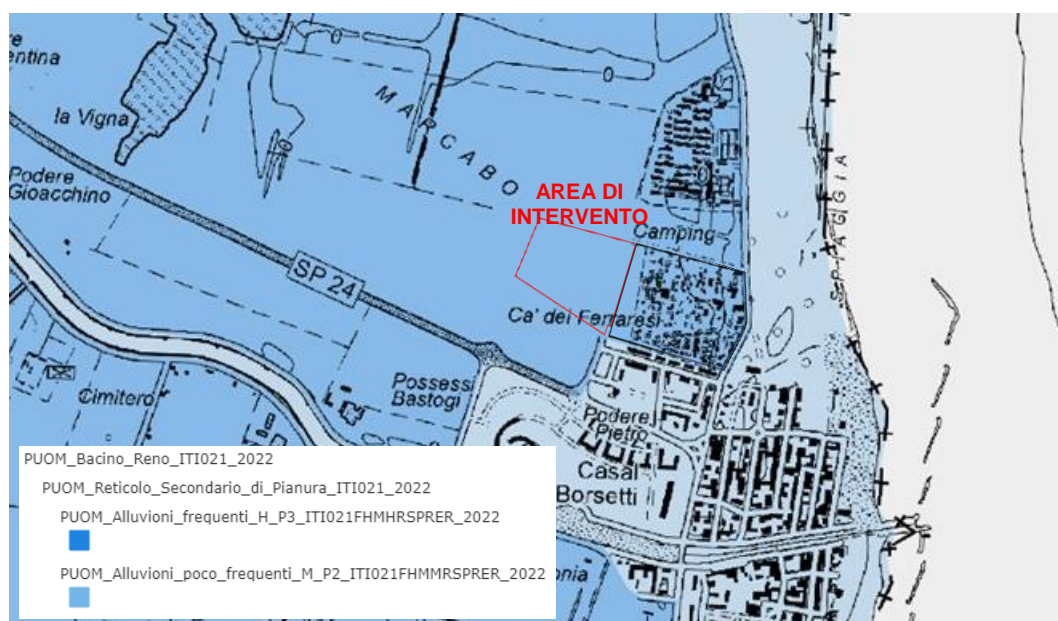 entina
la Vigna
Podere
Gioacchino
MARCABO
AREA DI
INTERVENTO
Camping
SPIAGGIA
SP 24
Ca' dei Ferraresi
Possessi
Bastogi
Cimitero
Podere
Pietro
Casal
Borsetti
onia
PUOM_Bacino_Reno_ITI021_2022
PUOM_Reticolo_Secondario_di_Pianura_ITI021_2022
PUOM_Alluvioni_frequenti_H_P3_ITI021FHMHRSPRER_2022
PUOM_Alluvioni_poco_frequenti_M_P2_ITI021FHMMRSPRER_2022